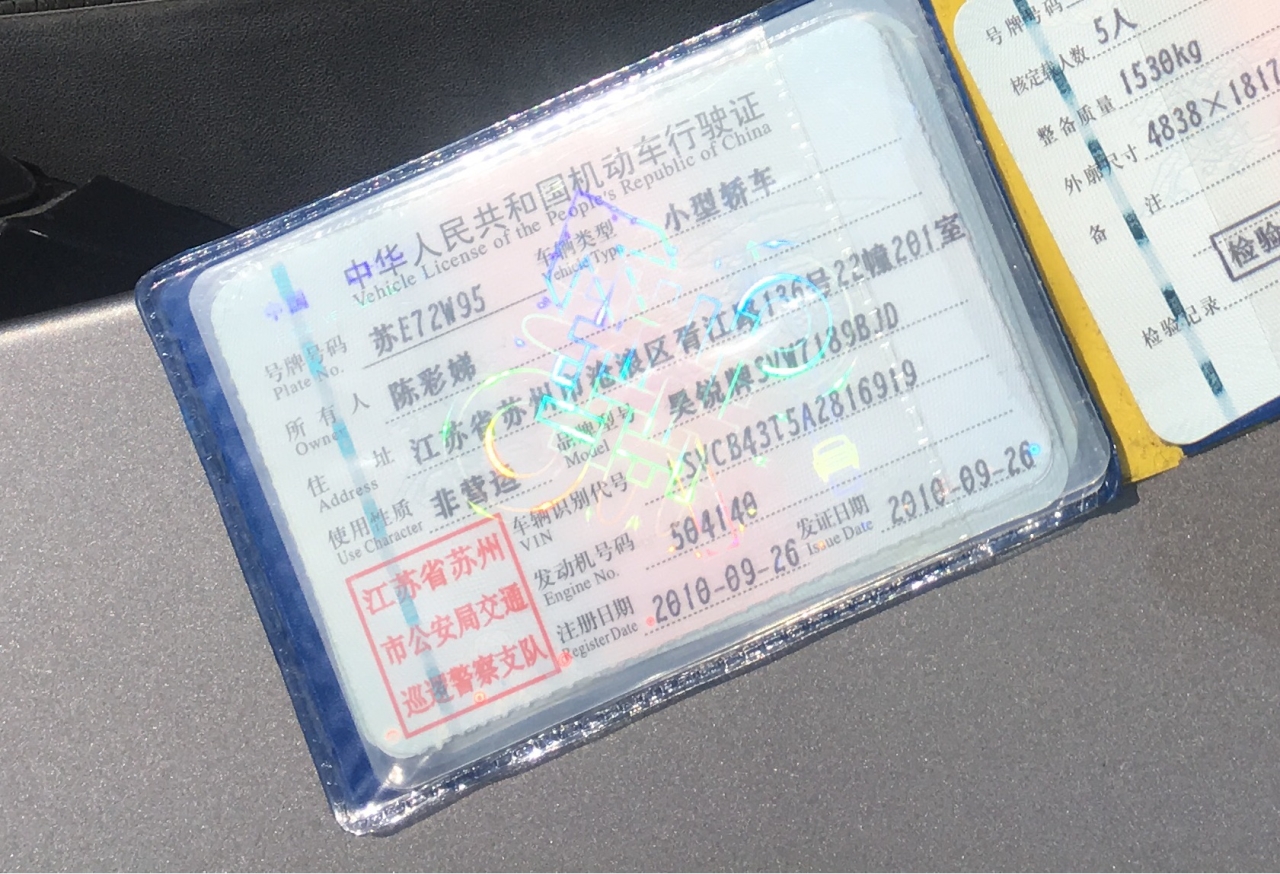 中国
中华人民共和国机动车行驶证
Vehicle License of the People's Republic of China
号牌号码 苏E72W95 车辆类型 小型轿车
Plate No. Vehicle Type
所有人 陈彩娣
Owner
住址 江苏省苏州市沧浪区胥江路136号22幢201室
Address
使用性质 非营运 品牌型号 昊锐牌SVW7189BJD
Use Character Model
车辆识别代号 LSVCB43T5A2816919
VIN
发动机号码 504140
Engine No.
注册日期 2010-09-26 发证日期 2010-09-26
Register Date Issue Date
江苏省苏州
市公安局交通
巡逻警察支队
号牌号码
核定载人数 5人
整备质量 1530kg
外廓尺寸 4838×1817
备注
检验
检验记录